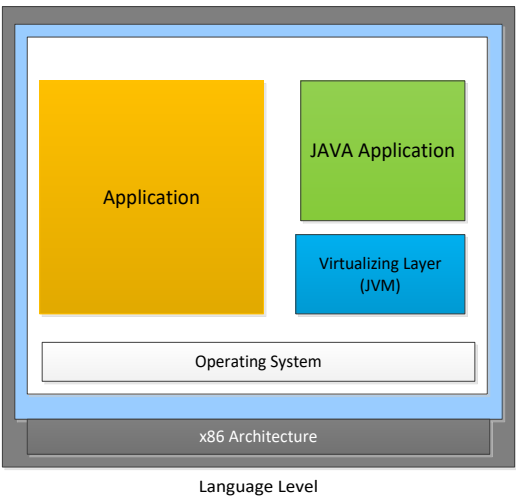 JAVA Application
Application
Virtualizing Layer
(JVM)
Operating System
x86 Architecture
Language Level